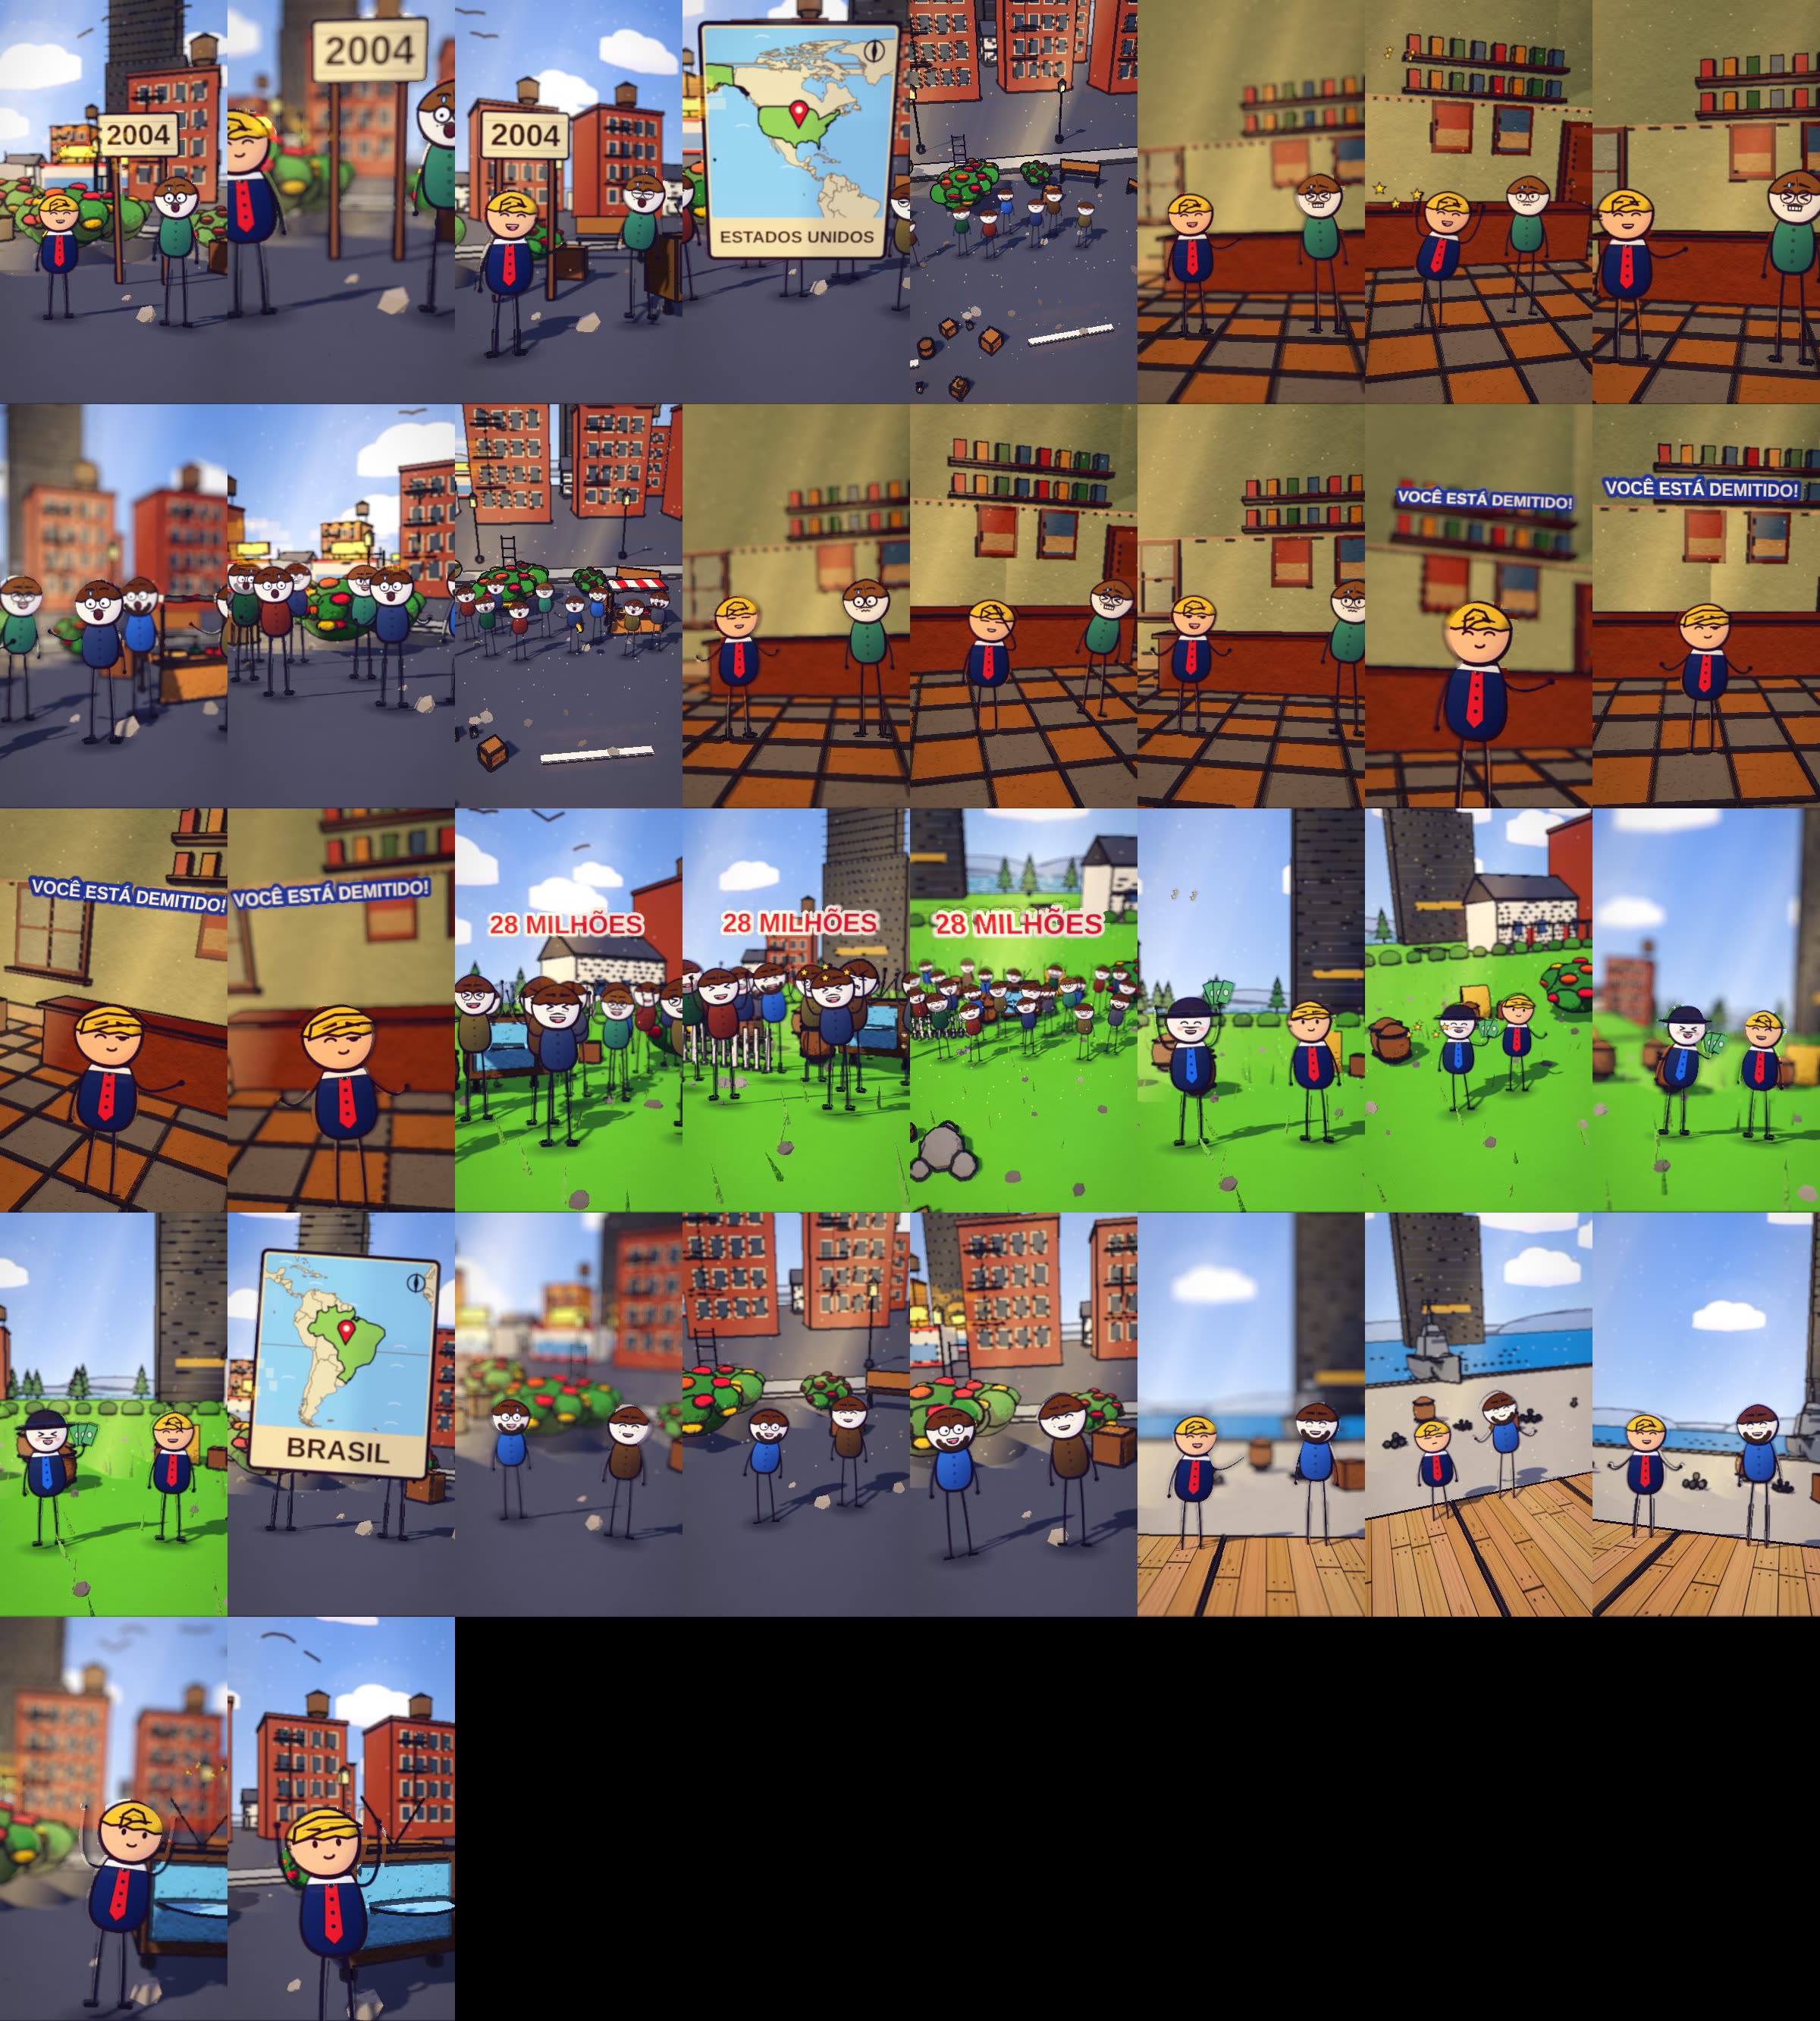 2004
2004
2004
ESTADOS UNIDOS
VOCÊ ESTÁ DEMITIDO!
VOCÊ ESTÁ DEMITIDO!
VOCÊ ESTÁ DEMITIDO!
VOCÊ ESTÁ DEMITIDO!
28 MILHÕES
28 MILHÕES
28 MILHÕES
BRASIL